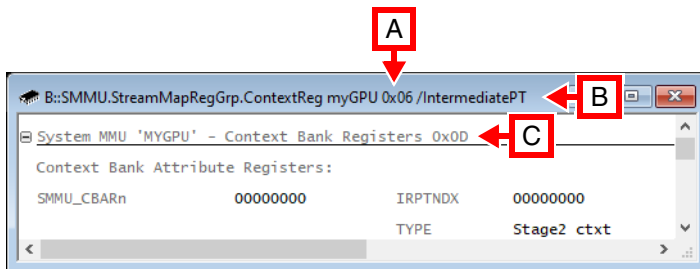 A
B::SMMU.StreamMapRegGrp.ContextReg myGPU 0x06 /IntermediatePT
B
System MMU 'MYGPU' - Context Bank Registers 0x0D
C
Context Bank Attribute Registers:
SMMU_CBARn 00000000 IRPTNDX 00000000
TYPE Stage2 ctxt